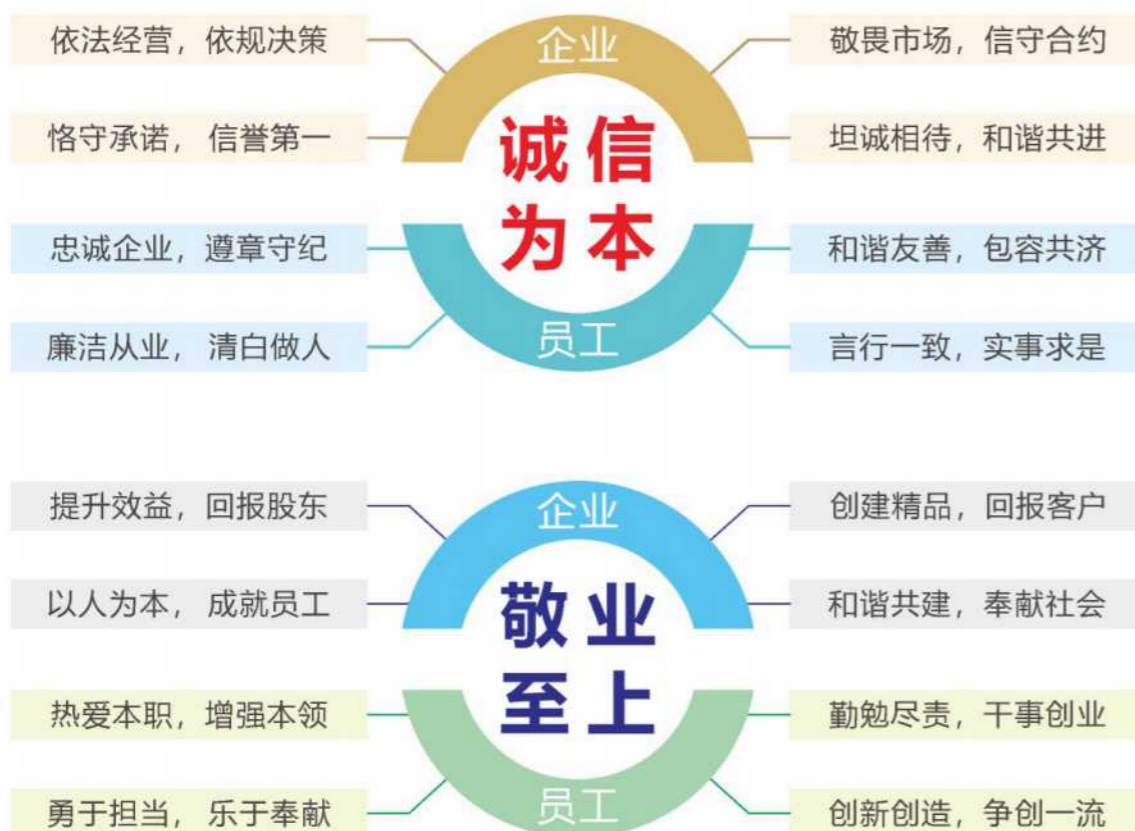 企业
诚信
为本
员工
依法经营，依规决策
恪守承诺，信誉第一
忠诚企业，遵章守纪
廉洁从业，清白做人
敬畏市场，信守合约
坦诚相待，和谐共进
和谐友善，包容共济
言行一致，实事求是
企业
敬业
至上
员工
提升效益，回报股东
以人为本，成就员工
热爱本职，增强本领
勇于担当，乐于奉献
创建精品，回报客户
和谐共建，奉献社会
勤勉尽责，干事创业
创新创造，争创一流